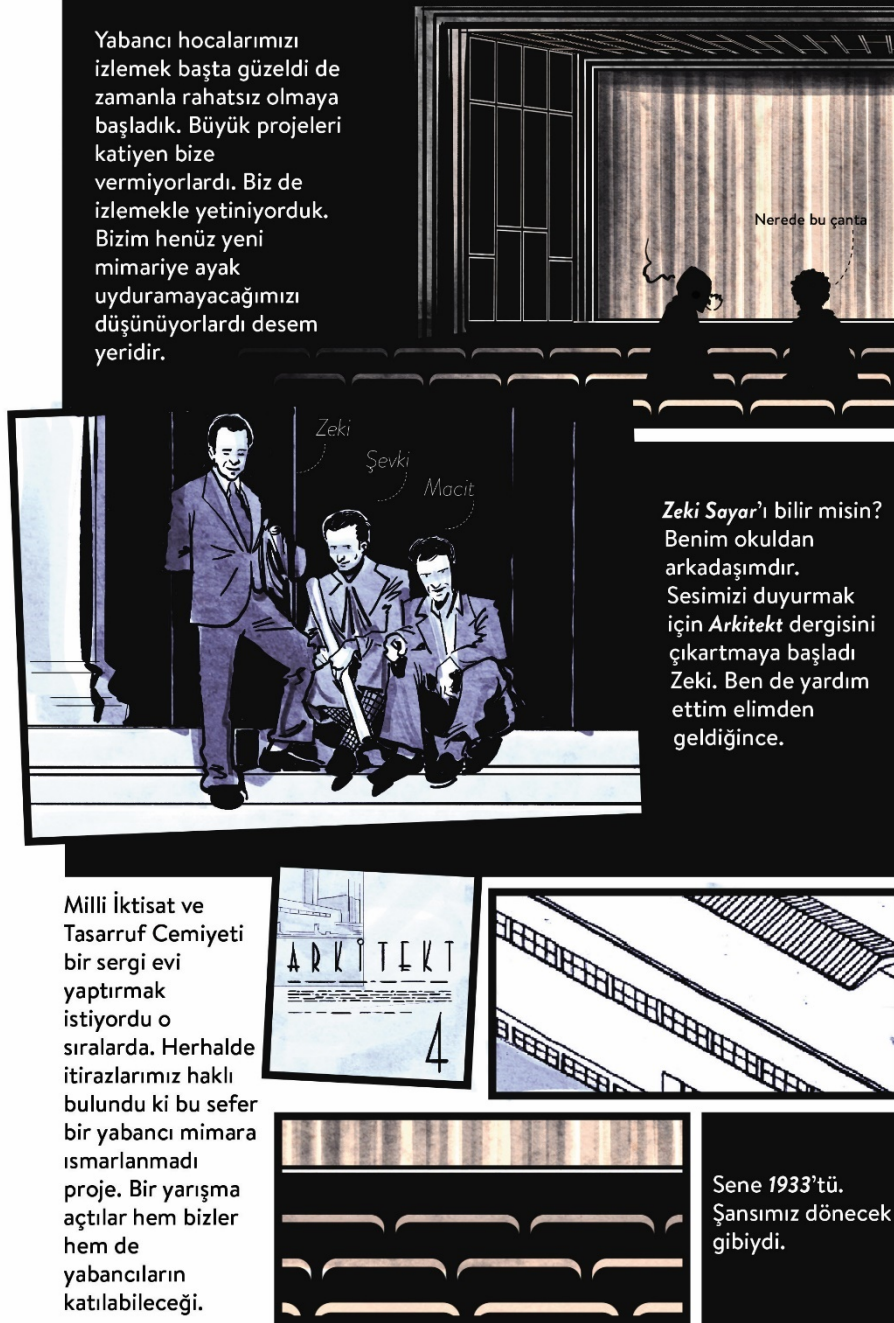 Yabancı hocalarımızı
izlemek başta güzeldi de
zamanla rahatsız olmaya
başladık. Büyük projeleri
katiyen bize
vermiyorlardı. Biz de
izlemekle yetiniyorduk.
Bizim henüz yeni
mimariye ayak
uyduramayacağımızı
düşünüyorlardı desem
yeridir.
Nerede bu çanta
Zeki
Şevki
Macit
Zeki Sayar'ı bilir misin?
Benim okuldan
arkadaşımdır.
Sesimizi duyurmak
için Arkitekt dergisini
çıkartmaya başladı
Zeki. Ben de yardım
ettim elimden
geldiğince.
Milli İktisat ve
Tasarruf Cemiyeti
bir sergi evi
yaptırmak
istiyordu o
sıralarda. Herhalde
itirazlarımız haklı
bulundu ki bu sefer
bir yabancı mimara
ısmarlanmadı
proje. Bir yarışma
açtılar hem bizler
hem de
yabancıların
katılabileceği.
ARKİTEKT
4
Sene 1933'tü.
Şansımız dönecek
gibiydi.